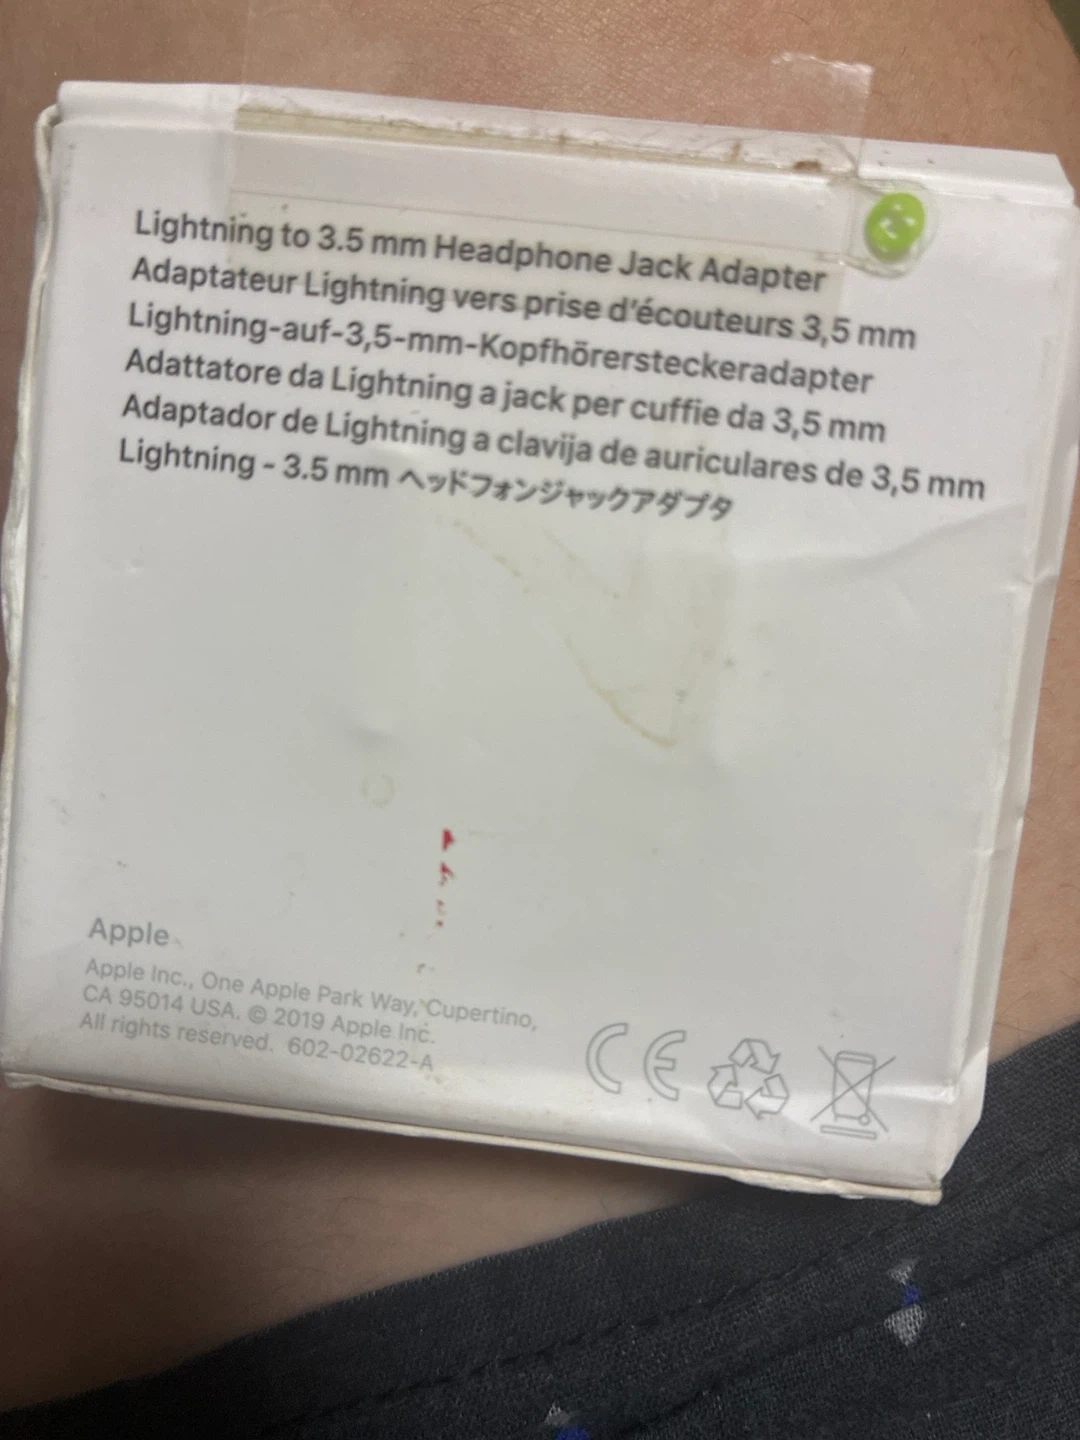 Lightning to 3.5 mm Headphone Jack Adapter
Adaptateur Lightning vers prise d'écouteurs 3,5 mm
Lightning-auf-3,5-mm-Kopfhörersteckeradapter
Adattatore da Lightning a jack per cuffie da 3,5 mm
Adaptador de Lightning a clavija de auriculares de 3,5 mm
Lightning - 3.5 mm ヘッドフォンジャックアダプタ
Apple
Apple Inc., One Apple Park Way, Cupertino,
CA 95014 USA. © 2019 Apple Inc.
All rights reserved. 602-02622-A
CE